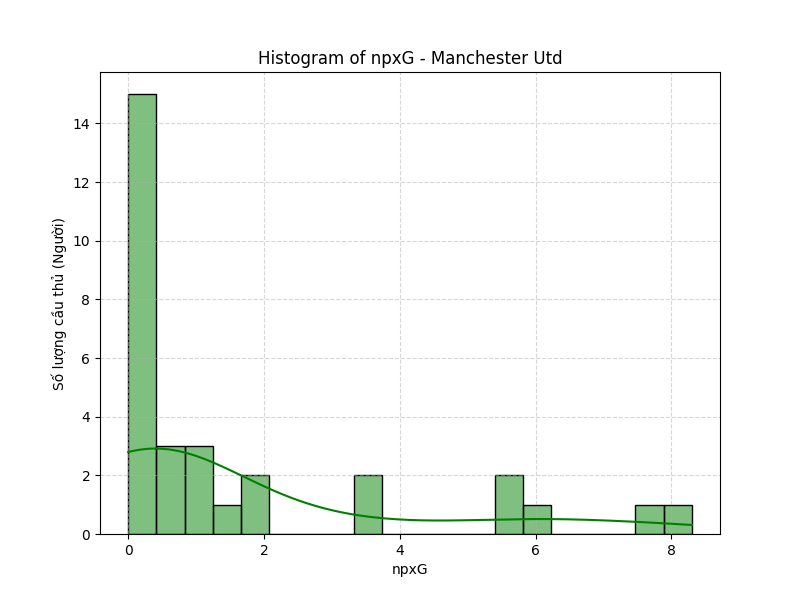 Histogram of npxG - Manchester Utd
Số lượng cầu thủ (Người)
14
12
10
8
6
4
2
0
0 2 4 6 8
npxG